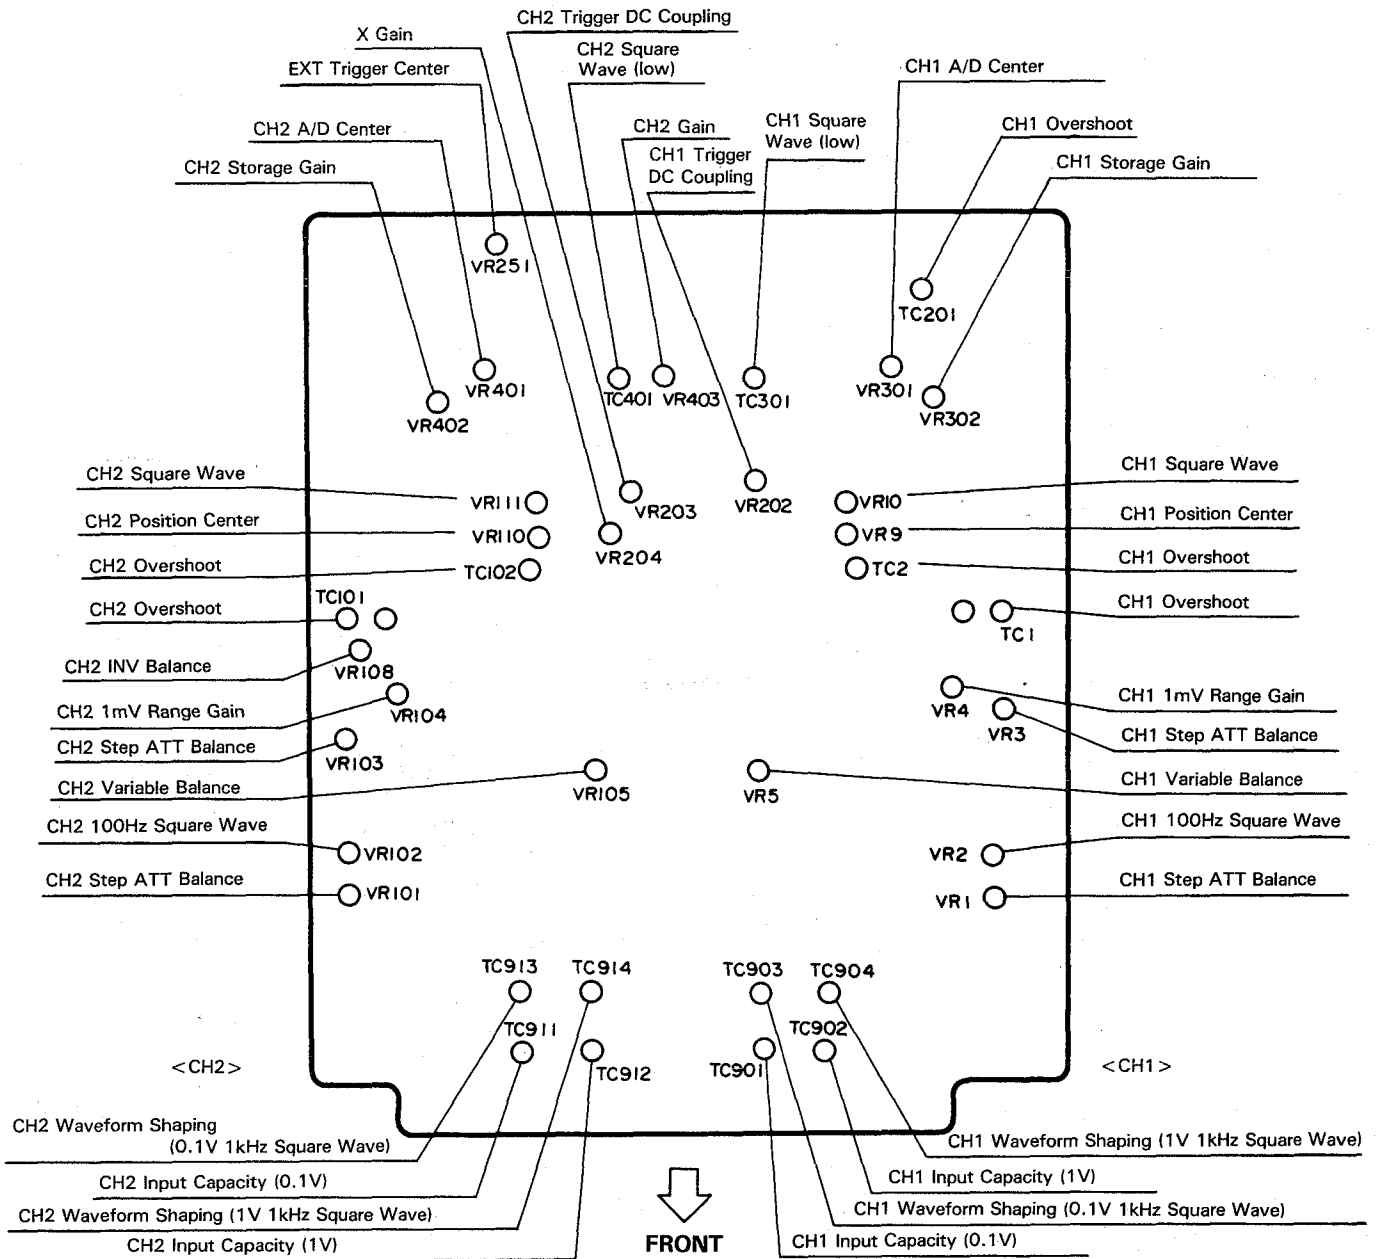 CH2 Trigger DC Coupling
X Gain
CH2 Square
Wave (low)
EXT Trigger Center
CH1 A/D Center
CH2 A/D Center
CH2 Gain
CH1 Square
Wave (low)
CH1 Overshoot
CH2 Storage Gain
CH1 Trigger
DC Coupling
CH1 Storage Gain
VR251
TC201
VR401
VR402
TC401
VR403
TC301
VR301
VR302
CH2 Square Wave
VR111
VR203
VR202
VR10
CH1 Square Wave
CH2 Position Center
VR110
VR204
VR9
CH1 Position Center
CH2 Overshoot
TC102
TC2
CH1 Overshoot
CH2 Overshoot
TC101
TC1
CH1 Overshoot
CH2 INV Balance
VR108
CH2 1mV Range Gain
VR104
VR4
CH1 1mV Range Gain
CH2 Step ATT Balance
VR103
VR3
CH1 Step ATT Balance
CH2 Variable Balance
VR105
VR5
CH1 Variable Balance
CH2 100Hz Square Wave
VR102
VR2
CH1 100Hz Square Wave
CH2 Step ATT Balance
VR101
VR1
CH1 Step ATT Balance
TC913
TC914
TC903
TC904
TC911
TC912
TC901
TC902
<CH2>
<CH1>
CH2 Waveform Shaping
(0.1V 1kHz Square Wave)
CH1 Waveform Shaping (1V 1kHz Square Wave)
CH2 Input Capacity (0.1V)
CH1 Input Capacity (1V)
CH2 Waveform Shaping (1V 1kHz Square Wave)
CH1 Waveform Shaping (0.1V 1kHz Square Wave)
CH2 Input Capacity (1V)
FRONT
CH1 Input Capacity (0.1V)